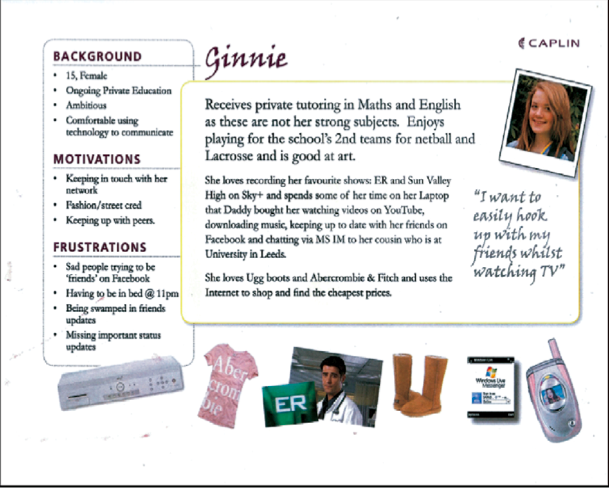 Ginnie
CAPLIN
BACKGROUND
• 15, Female
• Ongoing Private Education
• Ambitious
• Comfortable using
technology to communicate
MOTIVATIONS
• Keeping in touch with her
network
• Fashion/street cred
• Keeping up with peers.
FRUSTRATIONS
• Sad people trying to be
'friends' on Facebook
• Having to be in bed @ 11pm
• Being swamped in friends
updates
• Missing important status
updates
Receives private tutoring in Maths and English
as these are not her strong subjects. Enjoys
playing for the school's 2nd teams for netball and
Lacrosse and is good at art.
She loves recording her favourite shows: ER and Sun Valley
High on Sky+ and spends some of her time on her Laptop
that Daddy bought her watching videos on YouTube,
downloading music, keeping up to date with her friends on
Facebook and chatting via MS IM to her cousin who is at
University in Leeds.
She loves Ugg boots and Abercrombie & Fitch and uses the
Internet to shop and find the cheapest prices.
"I want to
easily hook
up with my
friends whilst
watching TV"
Aber
crom
bie
ER
Windows Live
Messenger